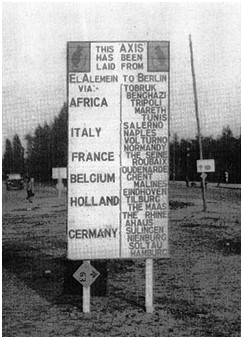 THIS AXIS
HAS BEEN
LAID FROM
EL ALEMEIN TO BERLIN
VIA:- TOBRUK
BENGHAZI
AFRICA TRIPOLI
MARETH
TUNIS
SALERNO
ITALY NAPLES
VOLTURNO
NORMANDY
FRANCE THE SEINE
ROUBAIX
OUDENARDE
BELGIUM GHENT
MALINES
EINDHOVEN
HOLLAND TILBURG
THE MAAS
THE RHINE
AHAUS
GERMANY SULINGEN
NIENBURG
SOLTAU
HAMBURG